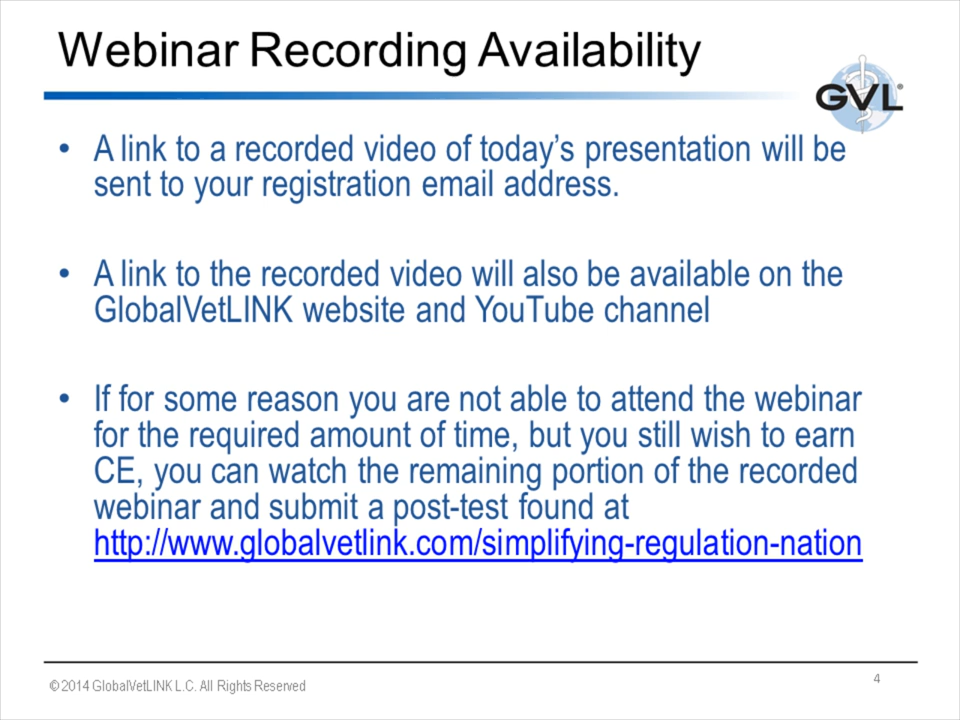 Webinar Recording Availability
GVL®
• A link to a recorded video of today's presentation will be
sent to your registration email address.
• A link to the recorded video will also be available on the
GlobalVetLINK website and YouTube channel
• If for some reason you are not able to attend the webinar
for the required amount of time, but you still wish to earn
CE, you can watch the remaining portion of the recorded
webinar and submit a post-test found at
http://www.globalvetlink.com/simplifying-regulation-nation
© 2014 GlobalVetLINK L.C. All Rights Reserved
4